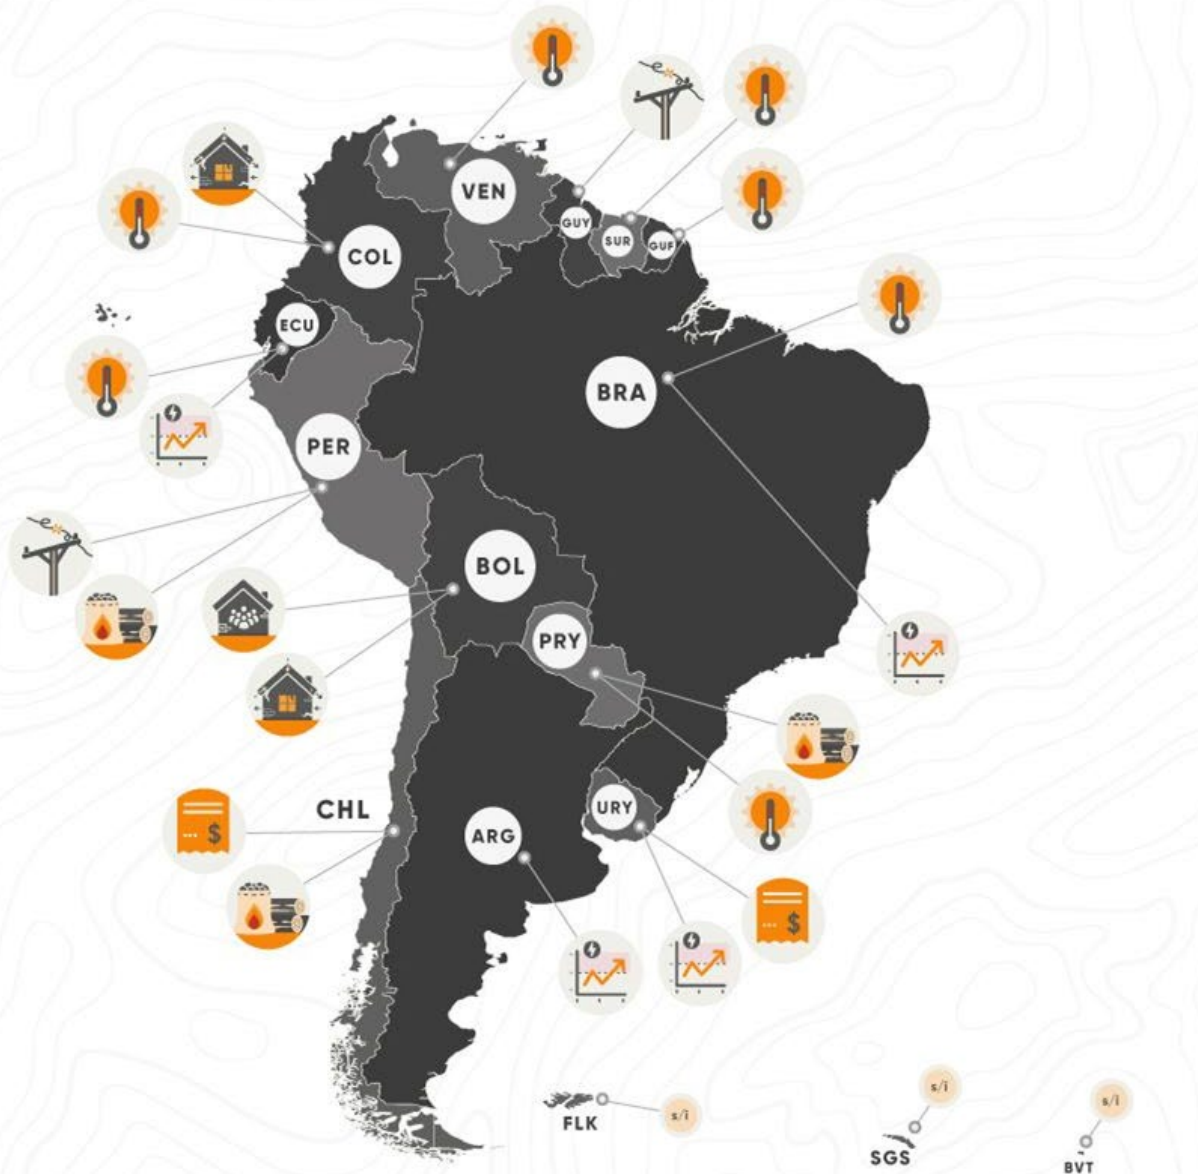 VEN
GUY
SUR
GUF
COL
ECU
BRA
PER
BOL
PRY
$
CHL
URY
ARG
$
s/i
s/i
s/i
FLK
SGS
BVT